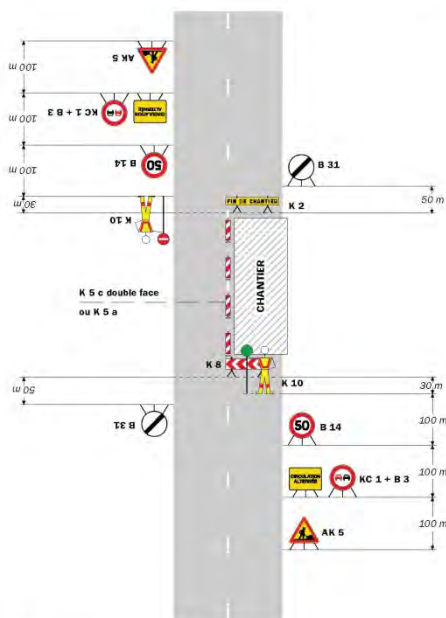 AK 5
100 m
KC 1 + B 3
CIRCULATION
ALTERNÉE
100 m
B 14
50
100 m
B 31
K 10
30 m
FIN DE CHANTIER
K 2
50 m
CHANTIER
K 5 c double face
ou K 5 a
K 8
K 10
50 m
30 m
B 31
100 m
50
B 14
CIRCULATION
ALTERNÉE
KC 1 + B 3
100 m
AK 5
100 m